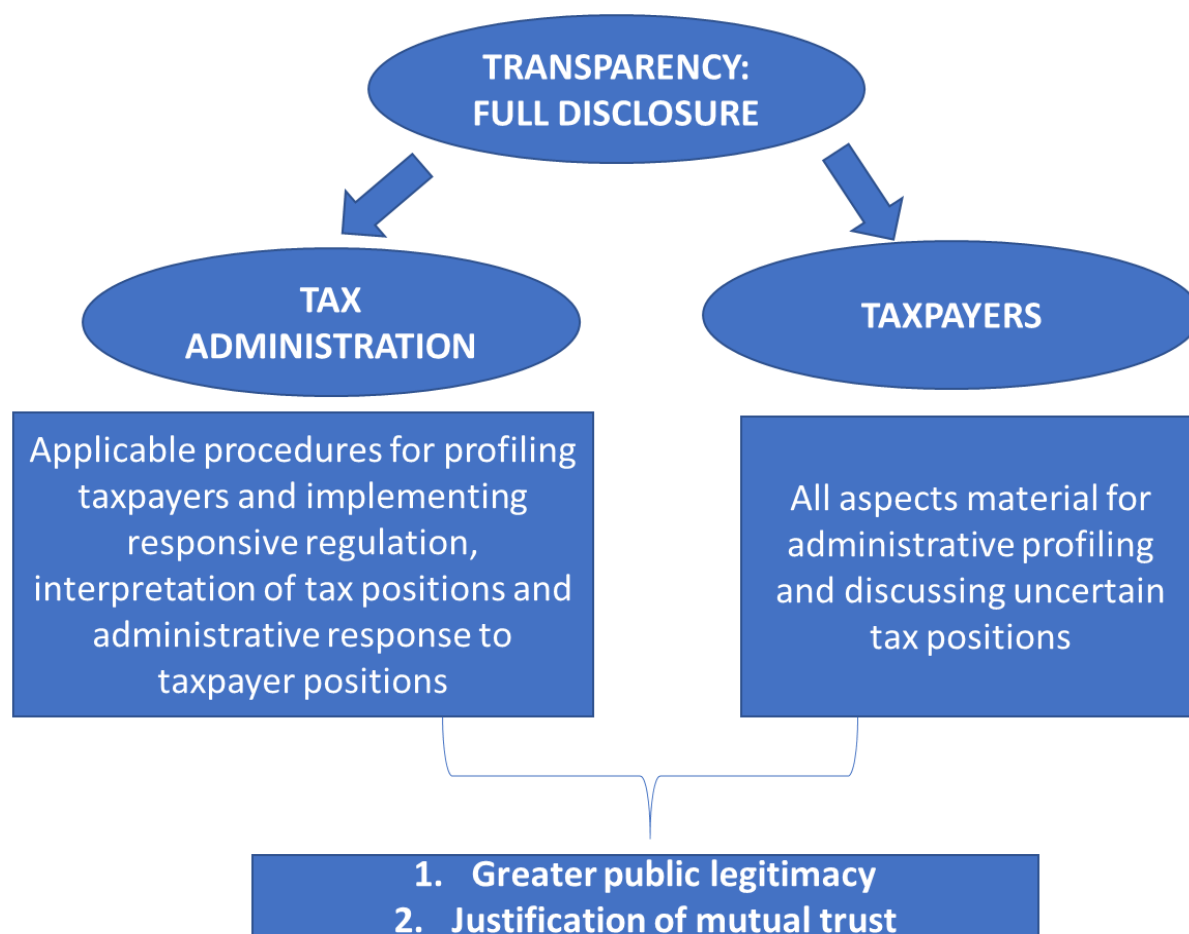 TRANSPARENCY:
FULL DISCLOSURE
TAX
ADMINISTRATION
TAXPAYERS
Applicable procedures for profiling
taxpayers and implementing
responsive regulation,
interpretation of tax positions and
administrative response to
taxpayer positions
All aspects material for
administrative profiling
and discussing uncertain
tax positions
1. Greater public legitimacy
2. Justification of mutual trust